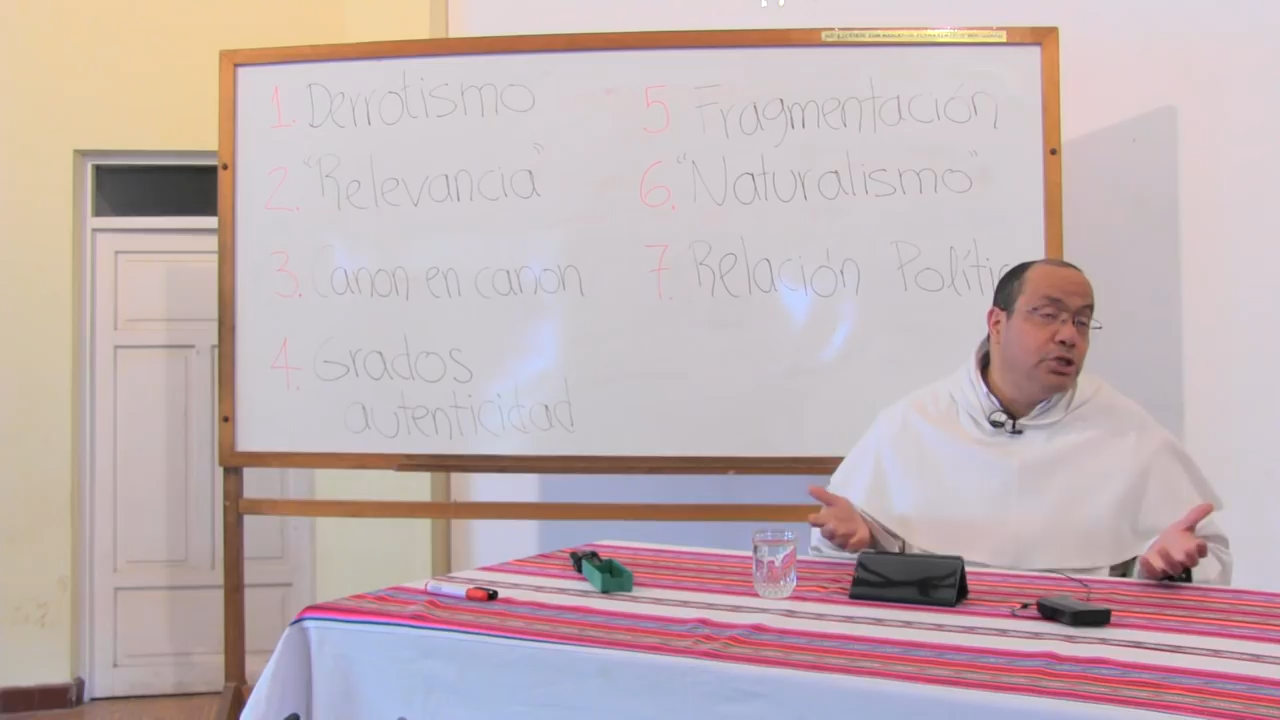 1. Derrotismo
2. "Relevancia"
3. Canon en canon
4. Grados
autenticidad
5 Fragmentación
6. "Naturalismo"
7. Relación